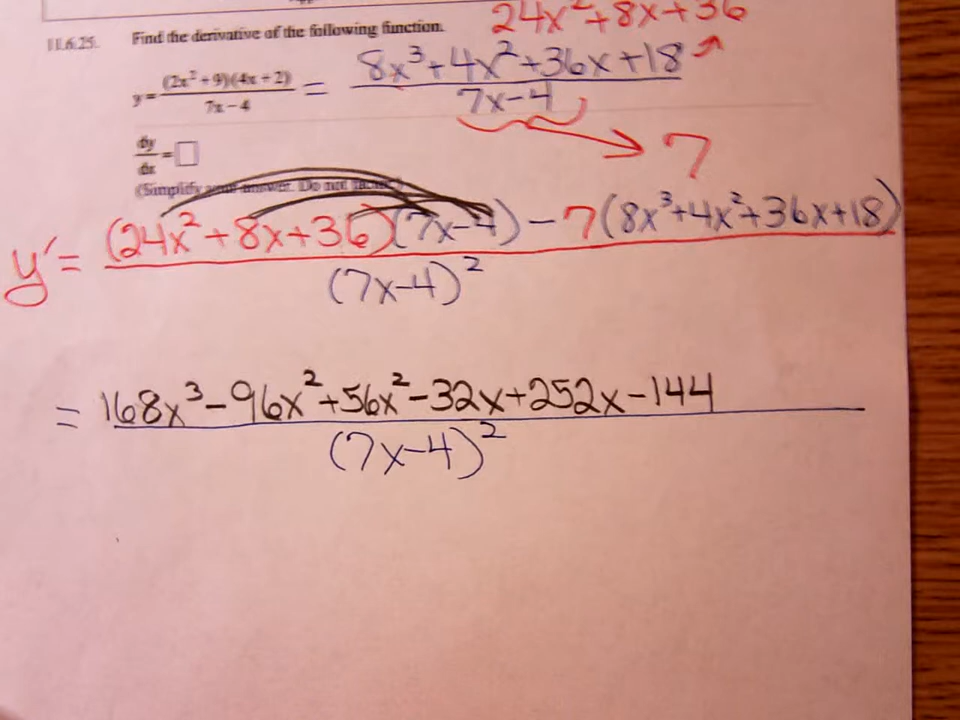 24x² + 8x + 36
11.6.25. Find the derivative of the following function.
y = (2x² + 9)(4x + 2) / 7x − 4 = 8x³ + 4x² + 36x + 18 / 7x − 4
7
dy/dx = □
(Simplify your answer. Do not factor.)
y′ = (24x² + 8x + 36)(7x − 4) − 7(8x³ + 4x² + 36x + 18) / (7x − 4)²
= 168x³ − 96x² + 56x² − 32x + 252x − 144 / (7x − 4)²